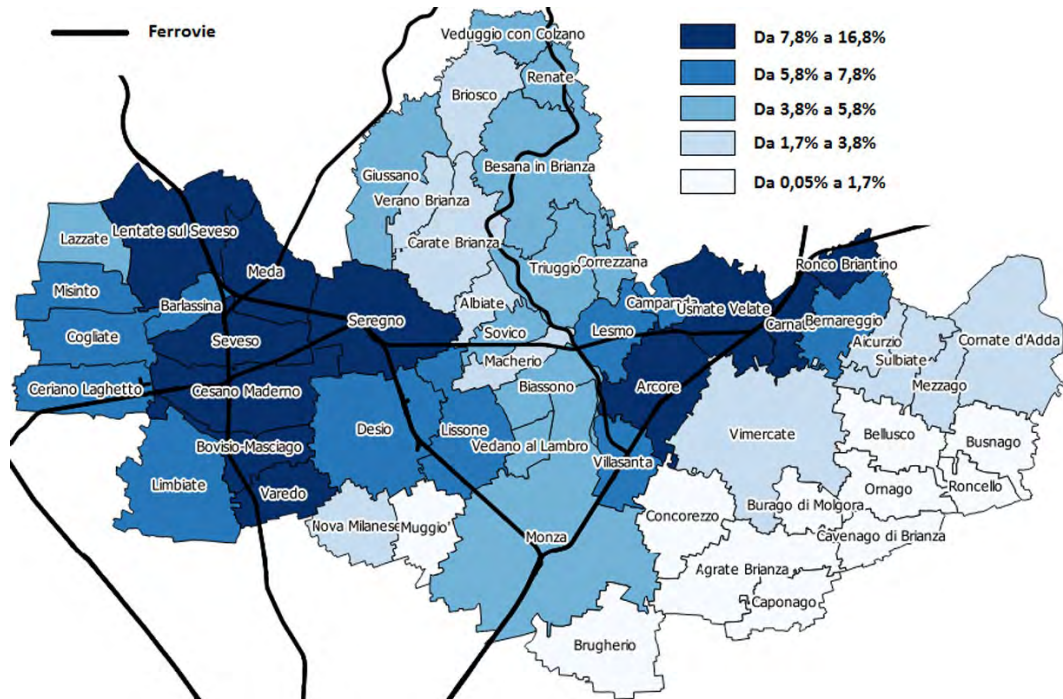 Ferrovie
Da 7,8% a 16,8%
Da 5,8% a 7,8%
Da 3,8% a 5,8%
Da 1,7% a 3,8%
Da 0,05% a 1,7%
Veduggio con Colzano
Renate
Briosco
Besana in Brianza
Giussano
Verano Brianza
Carate Brianza
Lentate sul Seveso
Lazzate
Meda
Triuggio
Correzzana
Ronco Briantino
Misinto
Barlassina
Albiate
Usmate Velate
Seregno
Lesmo
Bernareggio
Cogliate
Seveso
Sovico
Aicurzio
Cornate d'Adda
Macherio
Sulbiate
Mezzago
Ceriano Laghetto
Cesano Maderno
Biassono
Arcore
Desio
Lissone
Vimercate
Bellusco
Busnago
Bovisio-Masciago
Vedano al Lambro
Villasanta
Limbiate
Varedo
Ornago
Roncello
Nova Milanese
Muggio'
Concorezzo
Burago di Molgora
Monza
Cavenago di Brianza
Agrate Brianza
Caponago
Brugherio